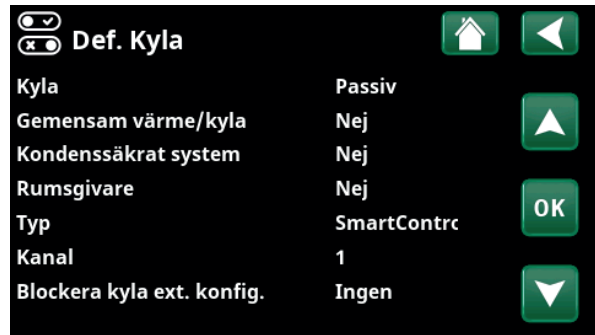 Def. Kyla
Kyla Passiv
Gemensam värme/kyla Nej
Kondenssäkrat system Nej
Rumsgivare Nej
Typ SmartContrc
Kanal 1
Blockera kyla ext. konfig. Ingen
OK